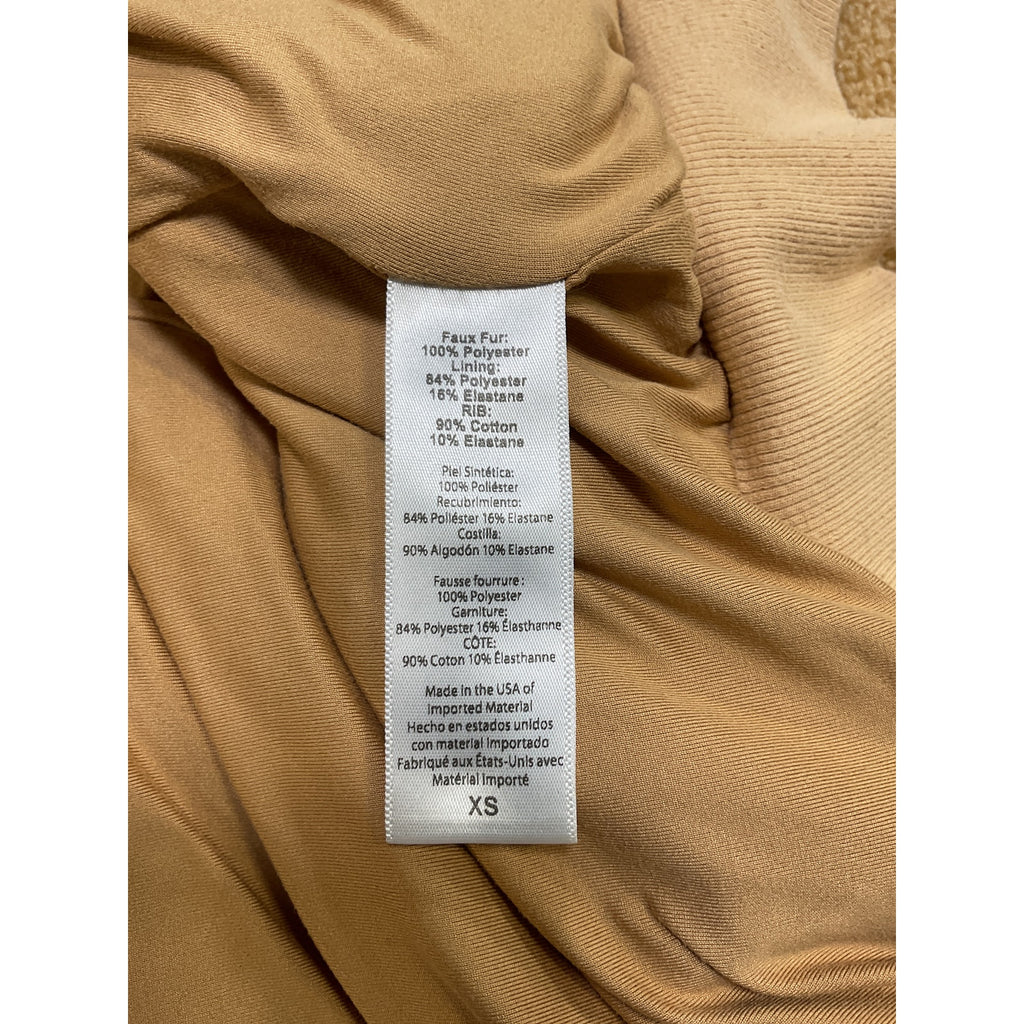 Faux Fur:
100% Polyester
Lining:
84% Polyester
16% Elastane
RIB:
90% Cotton
10% Elastane
Piel Sintética:
100% Poliéster
Recubrimiento:
84% Poliéster 16% Elastane
Costilla:
90% Algodón 10% Elastane
Fausse fourrure :
100% Polyester
Garniture:
84% Polyester 16% Élasthanne
CÔTE:
90% Coton 10% Élasthanne
Made in the USA of
Imported Material
Hecho en estados unidos
con material importado
Fabriqué aux États-Unis avec
Matérial importé
XS